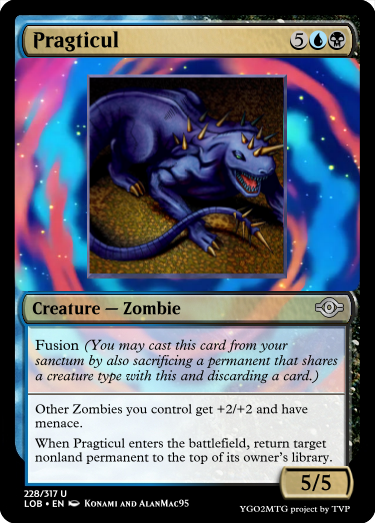 Pragticul 5
Creature — Zombie
Fusion (You may cast this card from your
sanctum by also sacrificing a permanent that shares
a creature type with this and discarding a card.)
Other Zombies you control get +2/+2 and have
menace.
When Pragticul enters the battlefield, return target
nonland permanent to the top of its owner's library.
5/5
228/317 U
LOB • EN Konami and AlanMac95
YGO2MTG project by TVP